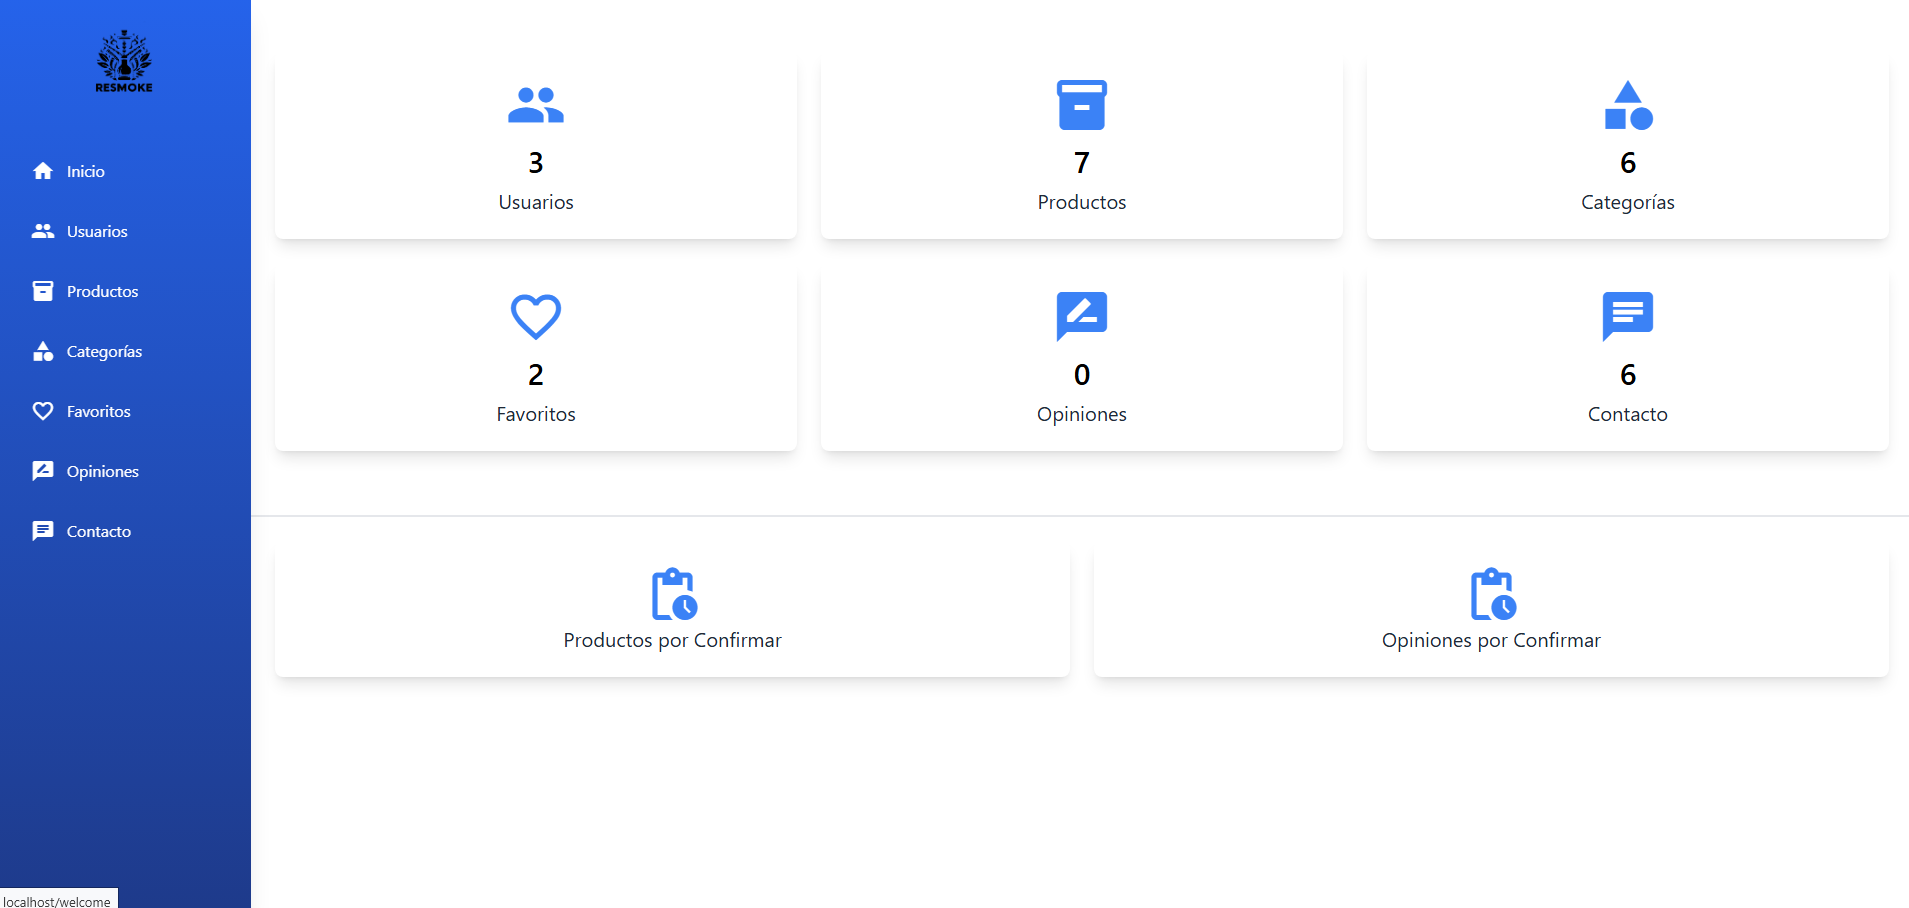 RESMOKE
Inicio
Usuarios
Productos
Categorías
Favoritos
Opiniones
Contacto
3
Usuarios
7
Productos
6
Categorías
2
Favoritos
0
Opiniones
6
Contacto
Productos por Confirmar
Opiniones por Confirmar
localhost/welcome